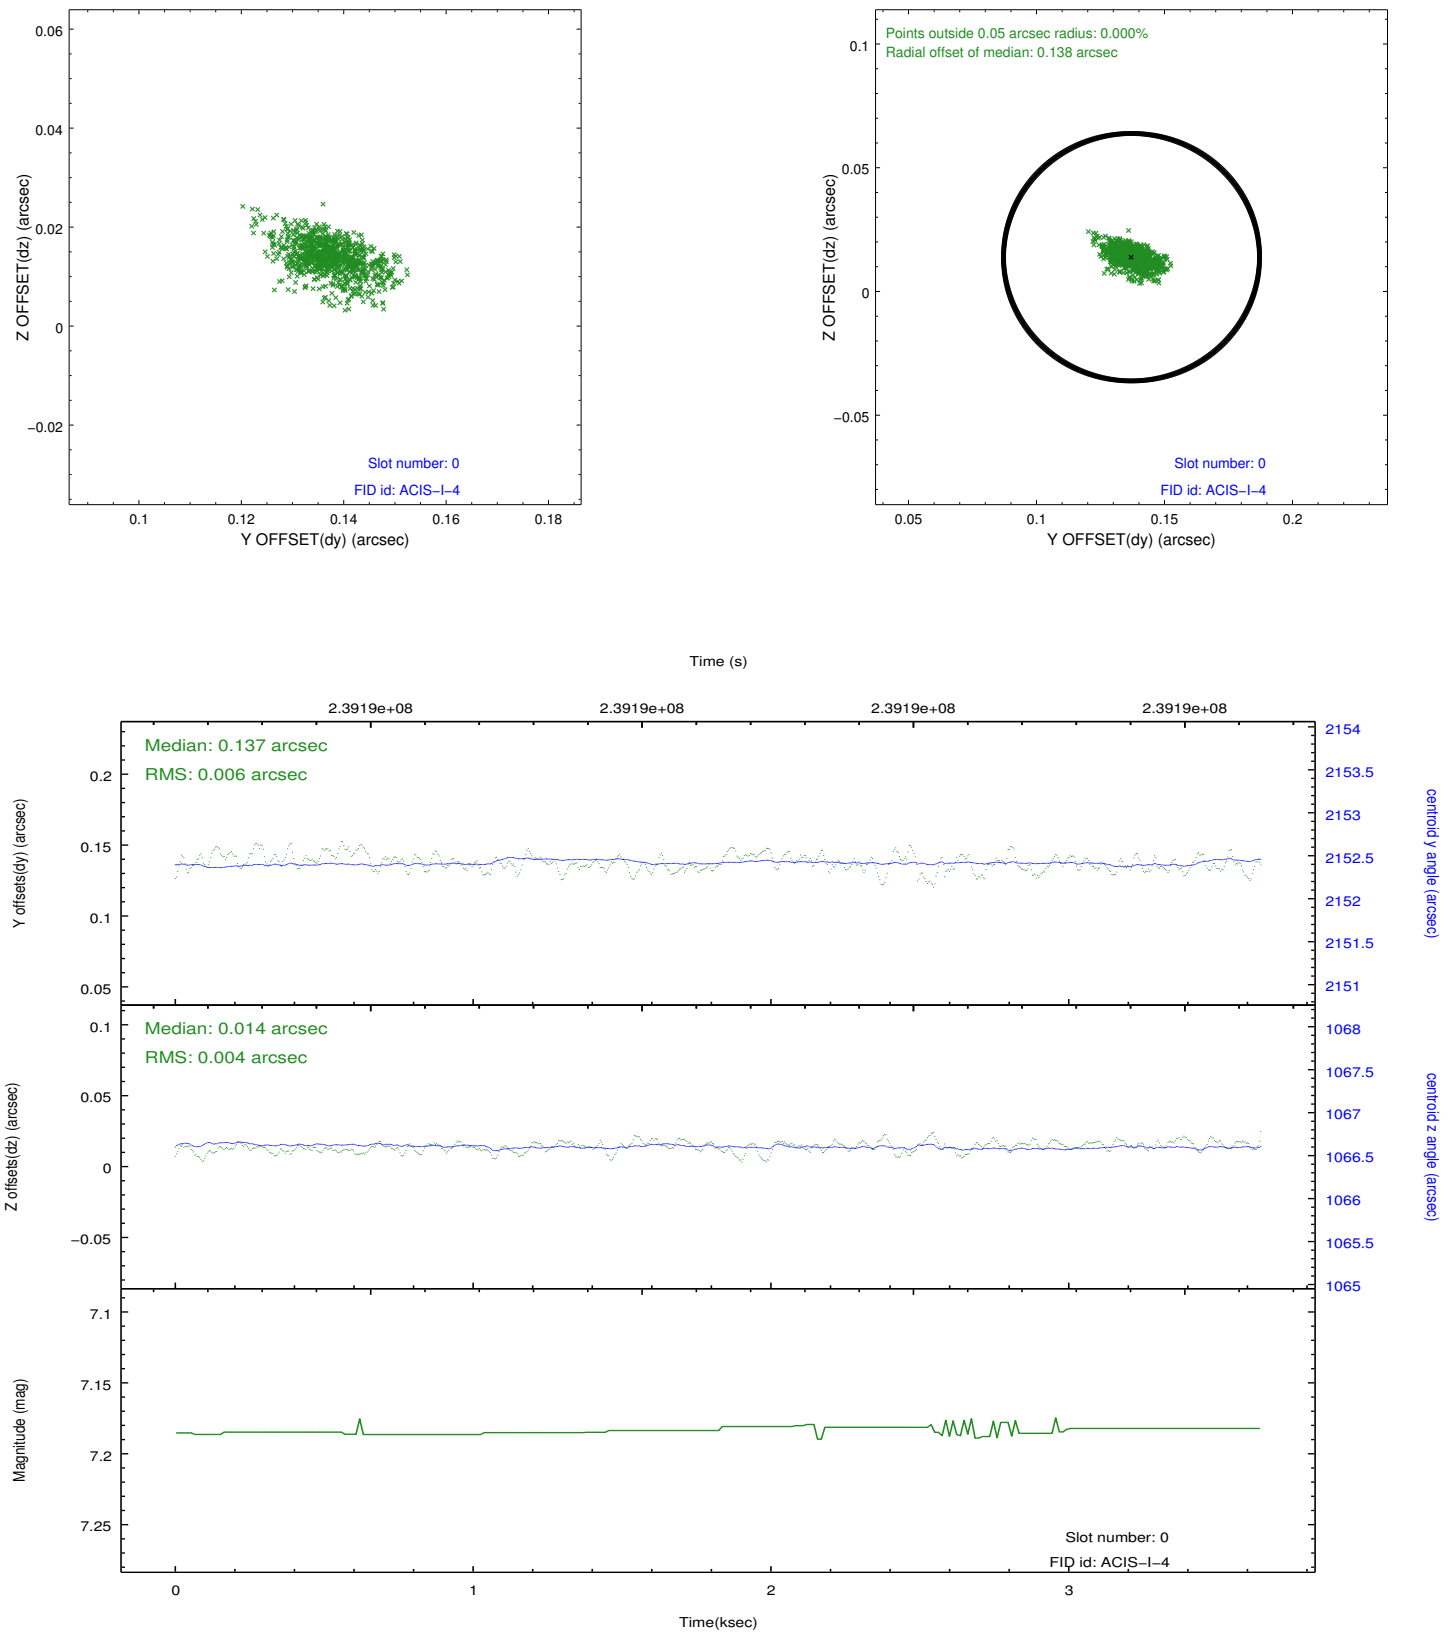 0.06
0.04
0.02
0
−0.02
Z OFFSET(dz) (arcsec)
Slot number: 0
FID id: ACIS−I−4
0.1
0.12
0.14
0.16
0.18
Y OFFSET(dy) (arcsec)
Points outside 0.05 arcsec radius: 0.000%
Radial offset of median: 0.138 arcsec
0.1
0.05
0
−0.05
Z OFFSET(dz) (arcsec)
Slot number: 0
FID id: ACIS−I−4
0.05
0.1
0.15
0.2
Y OFFSET(dy) (arcsec)
Time (s)
2.3919e+08
2.3919e+08
2.3919e+08
2.3919e+08
Median: 0.137 arcsec
RMS: 0.006 arcsec
0.2
0.15
0.1
0.05
Y offsets(dy) (arcsec)
2154
2153.5
2153
2152.5
2152
2151.5
2151
centroid y angle (arcsec)
Median: 0.014 arcsec
RMS: 0.004 arcsec
0.1
0.05
0
−0.05
Z offsets(dz) (arcsec)
1068
1067.5
1067
1066.5
1066
1065.5
1065
centroid z angle (arcsec)
7.1
7.15
7.2
7.25
Magnitude (mag)
Slot number: 0
FID id: ACIS−I−4
0
1
2
3
Time(ksec)